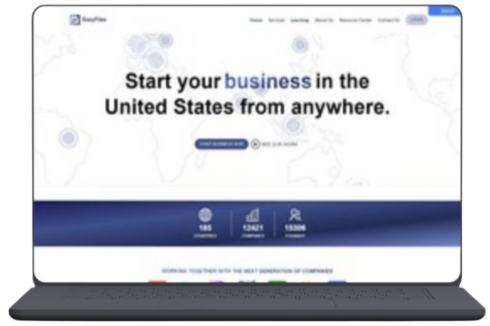 EasyFiles
Home Services Learning About Us Resource Center Contact Us LOGIN
Start your business in the
United States from anywhere.
START BUSINESS NOW SEE OUR WORK
185 12421 15306
COUNTRIES COMPANIES FOUNDERS
WORKING TOGETHER WITH THE NEXT GENERATION OF COMPANIES